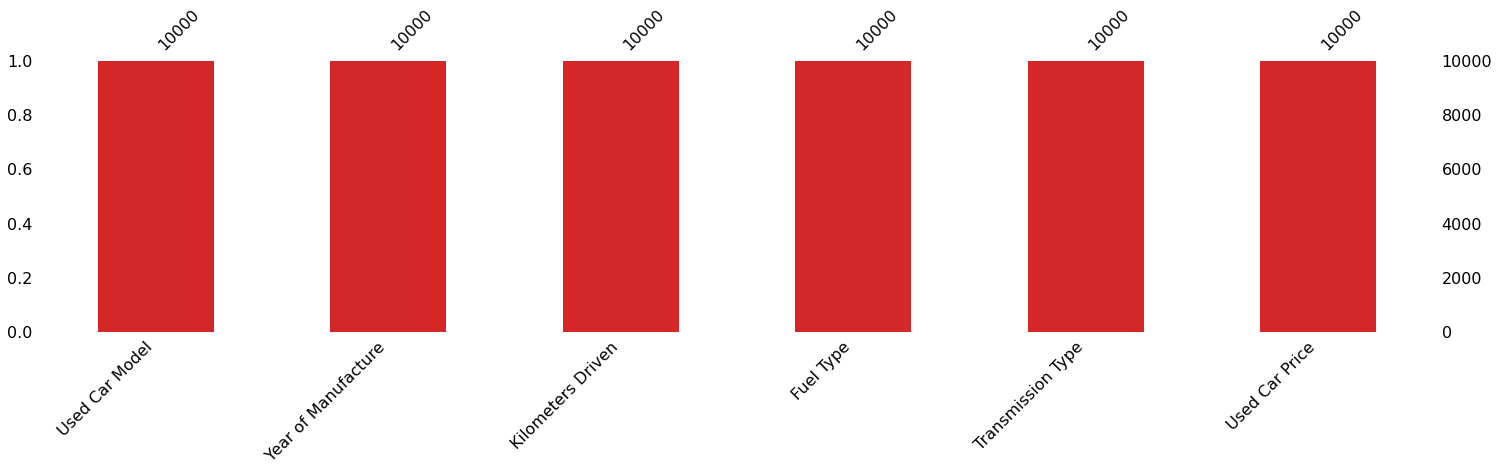 10000 10000 10000 10000 10000 10000
1.0 10000
0.8 8000
0.6 6000
0.4 4000
0.2 2000
0.0 0
Used Car Model
Year of Manufacture
Kilometers Driven
Fuel Type
Transmission Type
Used Car Price